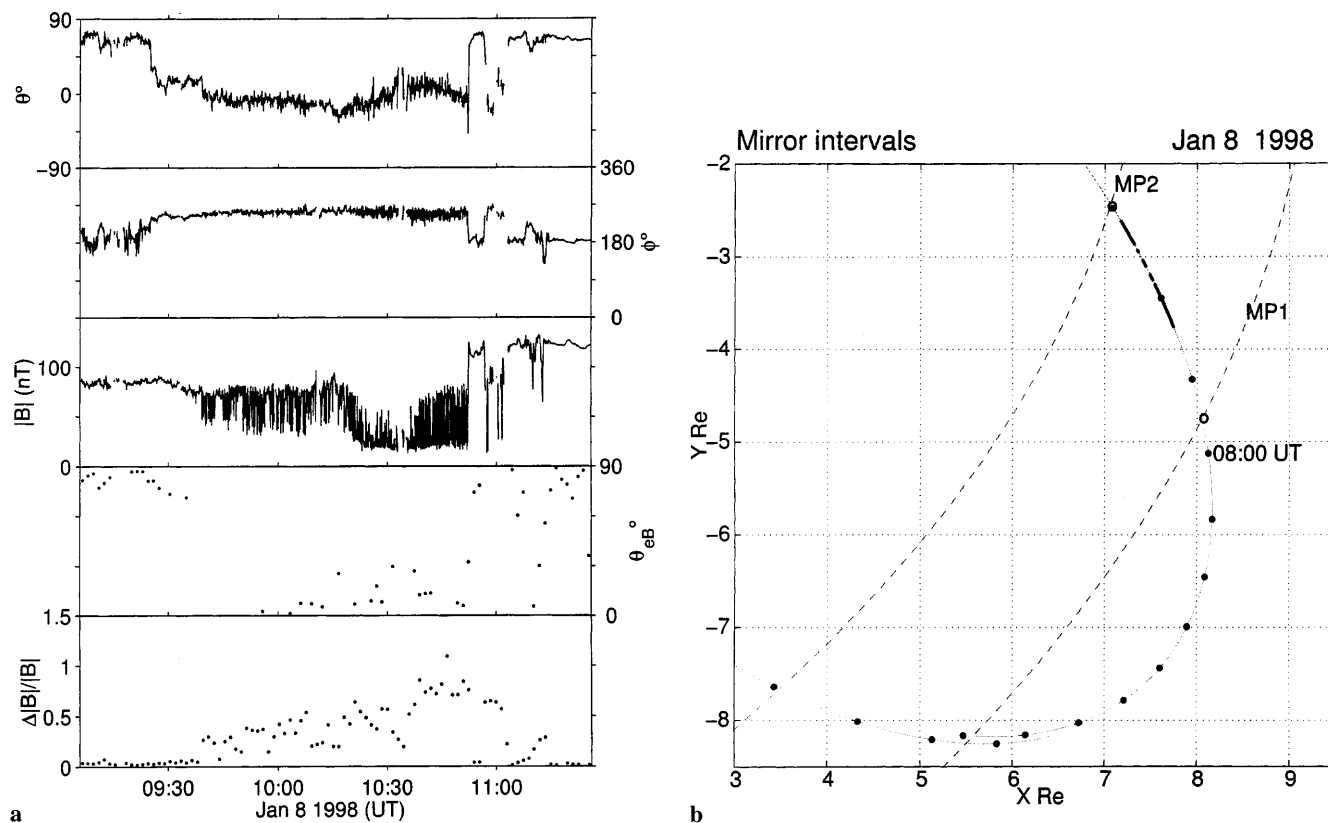 90
θ°
0
−90
360
φ°
180
0
100
|B| (nT)
0
90
θeB°
0
1.5
Δ|B|/|B|
1
0.5
0
09:30
10:00
10:30
11:00
Jan 8 1998 (UT)
a
Mirror intervals
Jan 8 1998
−2
MP2
−3
MP1
−4
Y Re
−5
08:00 UT
−6
−7
−8
3
4
5
6
7
8
9
X Re
b